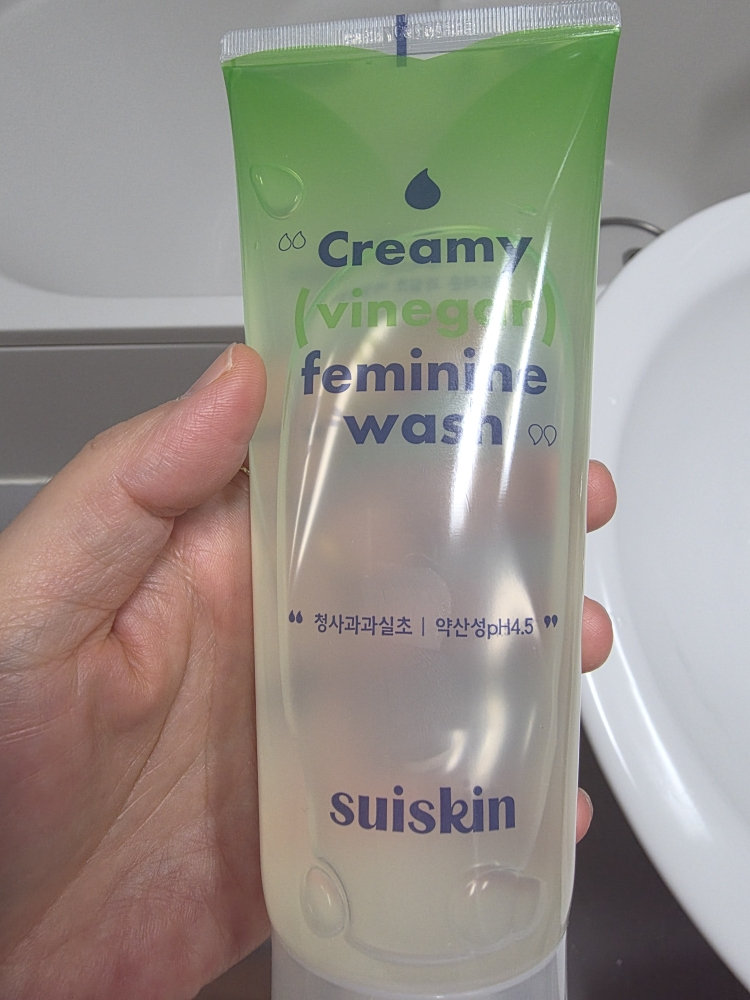 Creamy
(vinegar)
feminine
wash
“ 청사과과실초 | 약산성pH4.5 ”
suiskin